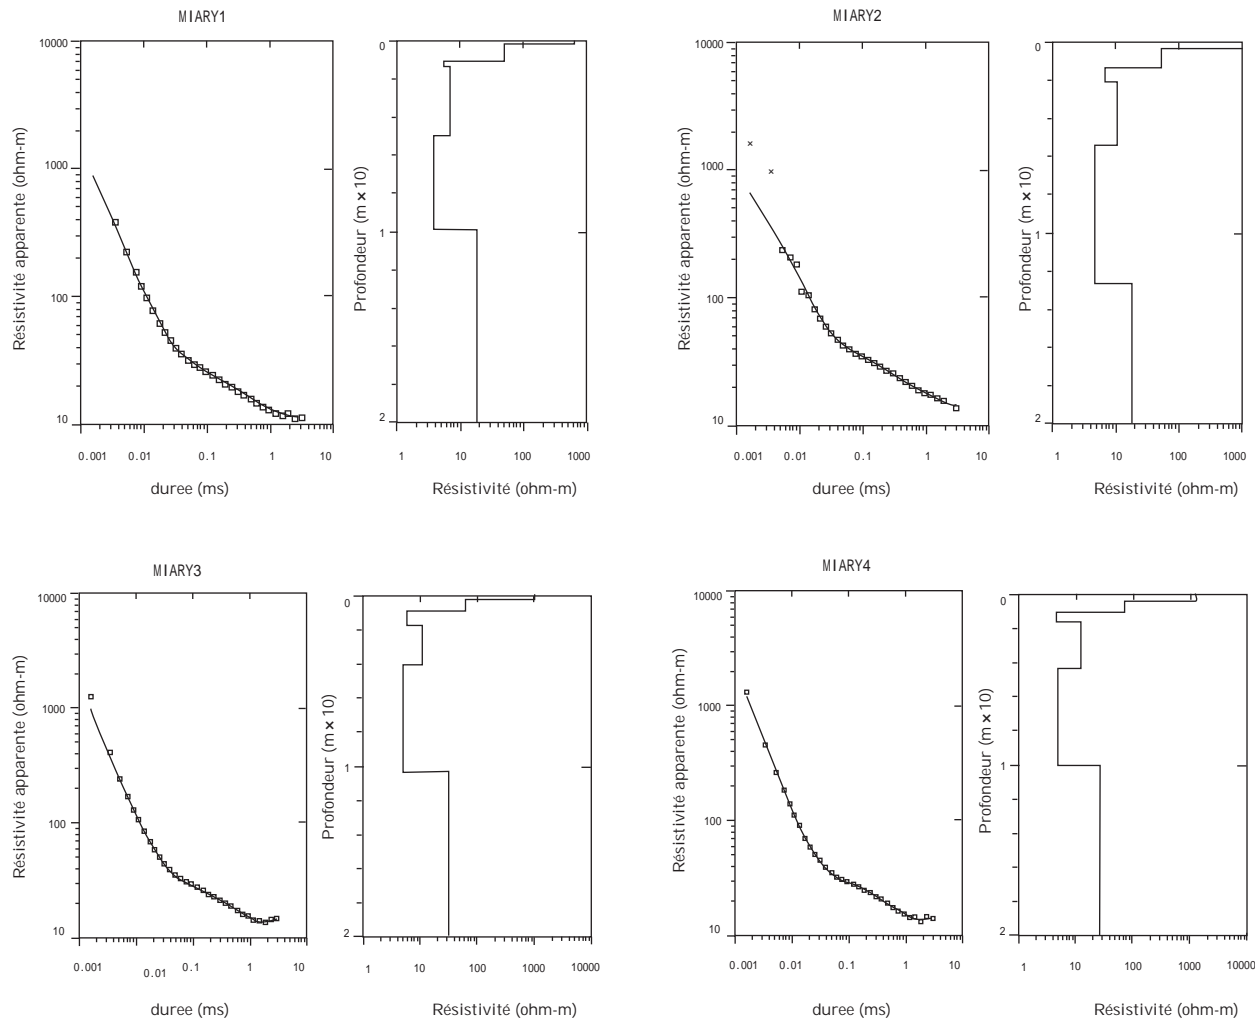 MIARY1
10000
1000
100
10
Résistivité apparente (ohm-m)
0.001 0.01 0.1 1 10
duree (ms)
0
1
2
Profondeur (m × 10)
1 10 100 1000
Résistivité (ohm-m)
MIARY2
10000
1000
100
10
Résistivité apparente (ohm-m)
0.001 0.01 0.1 1 10
duree (ms)
0
1
2
Profondeur (m × 10)
1 10 100 1000
Résistivité (ohm-m)
MIARY3
10000
1000
100
10
Résistivité apparente (ohm-m)
0.001 0.01 0.1 1 10
duree (ms)
0
1
2
Profondeur (m × 10)
1 10 100 1000 10000
Résistivité (ohm-m)
MIARY4
10000
1000
100
10
Résistivité apparente (ohm-m)
0.001 0.01 0.1 1 10
duree (ms)
0
1
2
Profondeur (m × 10)
1 10 100 1000 10000
Résistivité (ohm-m)